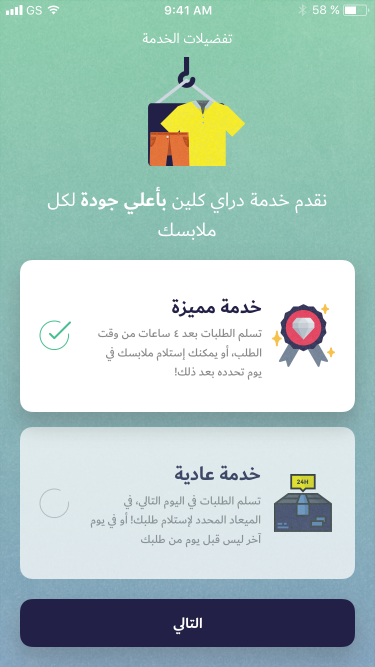 GS 9:41 AM 58 %
تفضيلات الخدمة
نقدم خدمة دراي كلين بأعلي جودة لكل
ملابسك
خدمة مميزة
تسلم الطلبات بعد ٤ ساعات من وقت
الطلب، أو يمكنك إستلام ملابسك في
يوم تحدده بعد ذلك!
خدمة عادية
24H
تسلم الطلبات في اليوم التالي، في
الميعاد المحدد لإستلام طلبك! أو في يوم
آخر ليس قبل يوم من طلبك
التالي